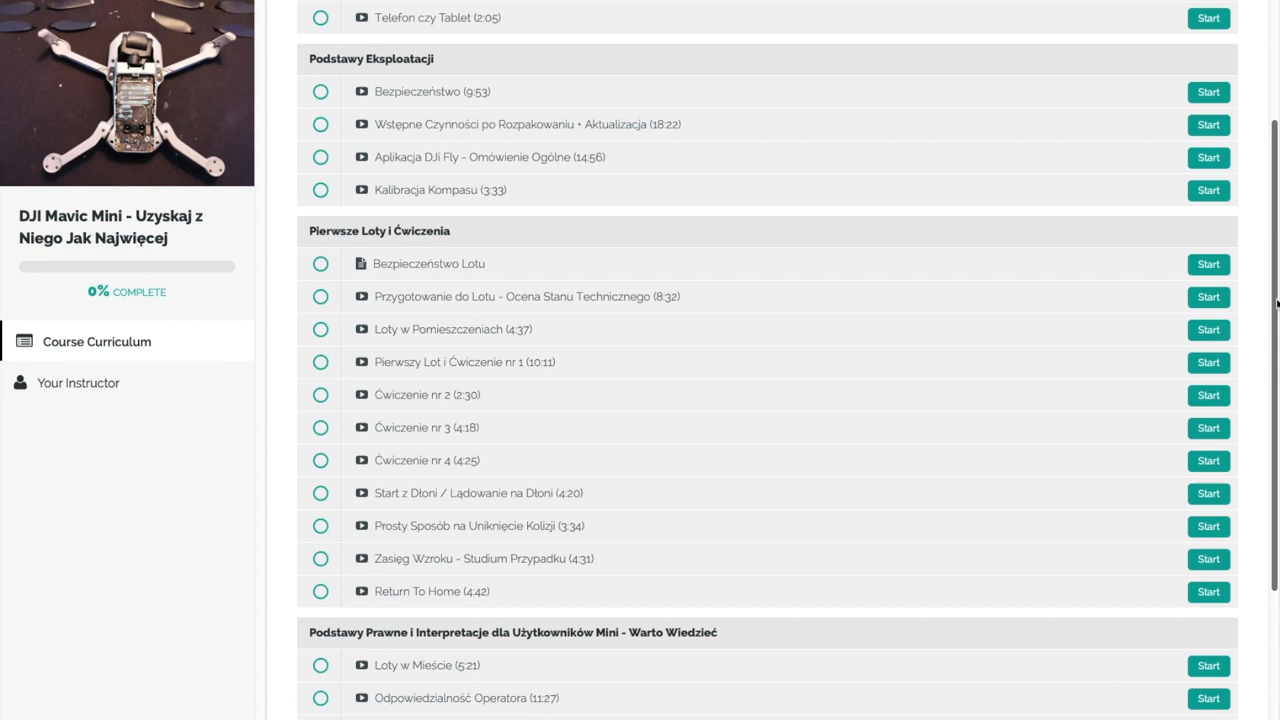 Telefon czy Tablet (2:05)
Start
Podstawy Eksploatacji
Bezpieczeństwo (9:53)
Start
Wstępne Czynności po Rozpakowaniu + Aktualizacja (18:22)
Start
Aplikacja DJi Fly - Omówienie Ogólne (14:56)
Start
Kalibracja Kompasu (3:33)
Start
DJI Mavic Mini - Uzyskaj z
Niego Jak Najwięcej
0% COMPLETE
Course Curriculum
Your Instructor
Pierwsze Loty i Ćwiczenia
Bezpieczeństwo Lotu
Start
Przygotowanie do Lotu - Ocena Stanu Technicznego (8:32)
Start
Loty w Pomieszczeniach (4:37)
Start
Pierwszy Lot i Ćwiczenie nr 1 (10:11)
Start
Ćwiczenie nr 2 (2:30)
Start
Ćwiczenie nr 3 (4:18)
Start
Ćwiczenie nr 4 (4:25)
Start
Start z Dłoni / Lądowanie na Dłoni (4:20)
Start
Prosty Sposób na Uniknięcie Kolizji (3:34)
Start
Zasięg Wzroku - Studium Przypadku (4:31)
Start
Return To Home (4:42)
Start
Podstawy Prawne i Interpretacje dla Użytkowników Mini - Warto Wiedzieć
Loty w Mieście (5:21)
Start
Odpowiedzialność Operatora (11:27)
Start